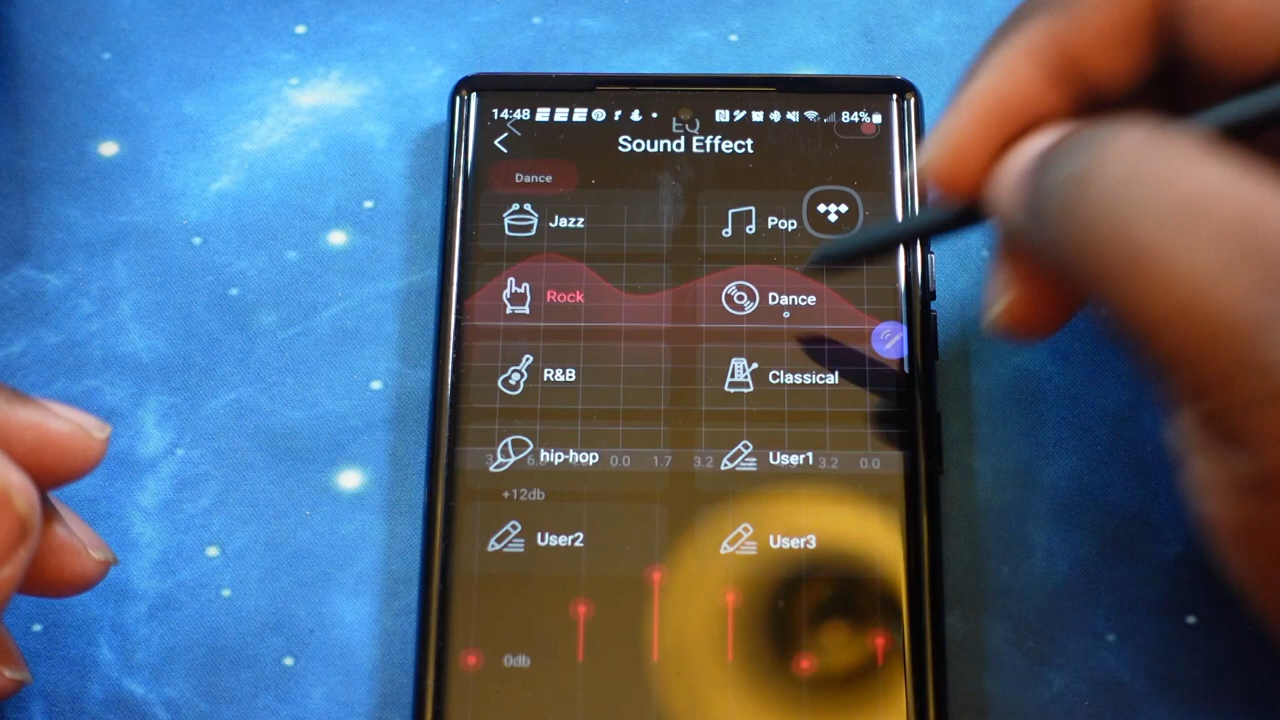 14:48 84%
EQ
Sound Effect
Dance
Jazz Pop
Rock Dance
R&B Classical
hip-hop User1
0.0 1.7 3.2 3.2 0.0
+12db
User2 User3
0db